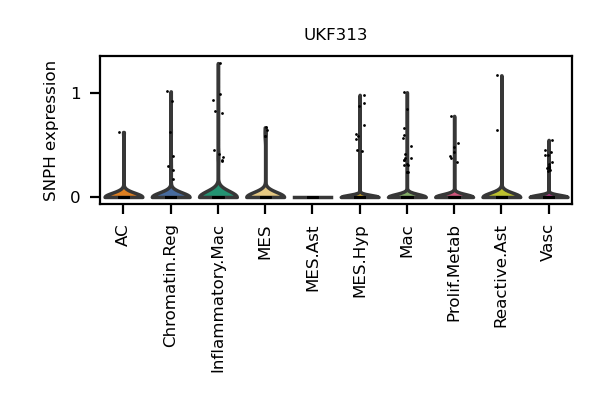 UKF313
SNPH expression
1
0
AC
Chromatin.Reg
Inflammatory.Mac
MES
MES.Ast
MES.Hyp
Mac
Prolif.Metab
Reactive.Ast
Vasc